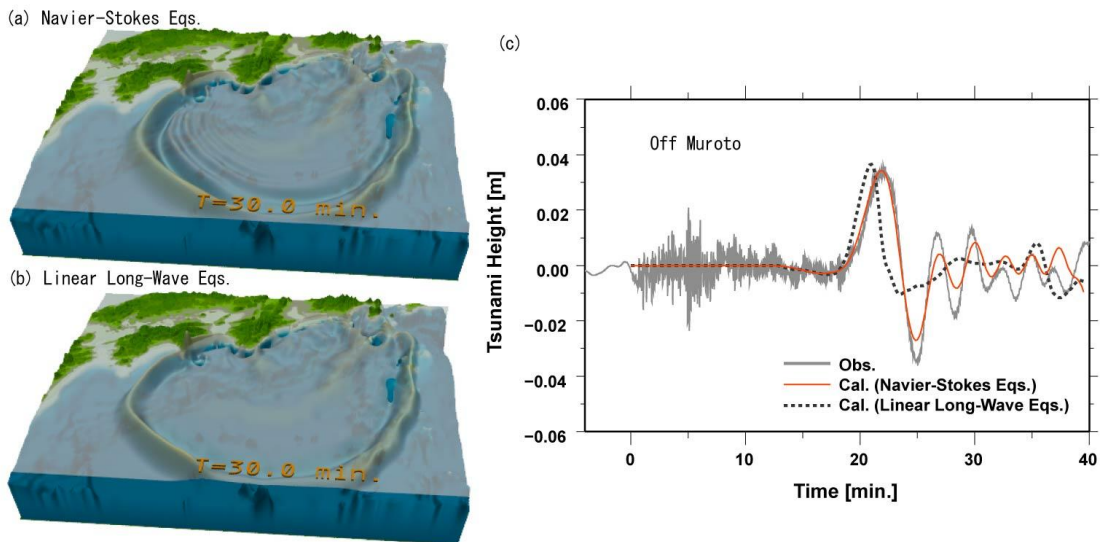 (a) Navier-Stokes Eqs.
T=30.0 min.
(b) Linear Long-Wave Eqs.
T=30.0 min.
(c)
Off Muroto
Tsunami Height [m]
0.06
0.04
0.02
0.00
−0.02
−0.04
−0.06
Obs.
Cal. (Navier-Stokes Eqs.)
Cal. (Linear Long-Wave Eqs.)
0 10 20 30 40
Time [min.]